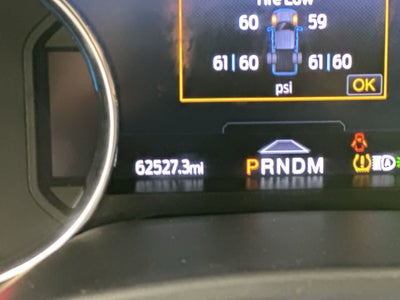 Tire Low
60 59
61|60 61|60
psi OK
62527.3mi PRNDM